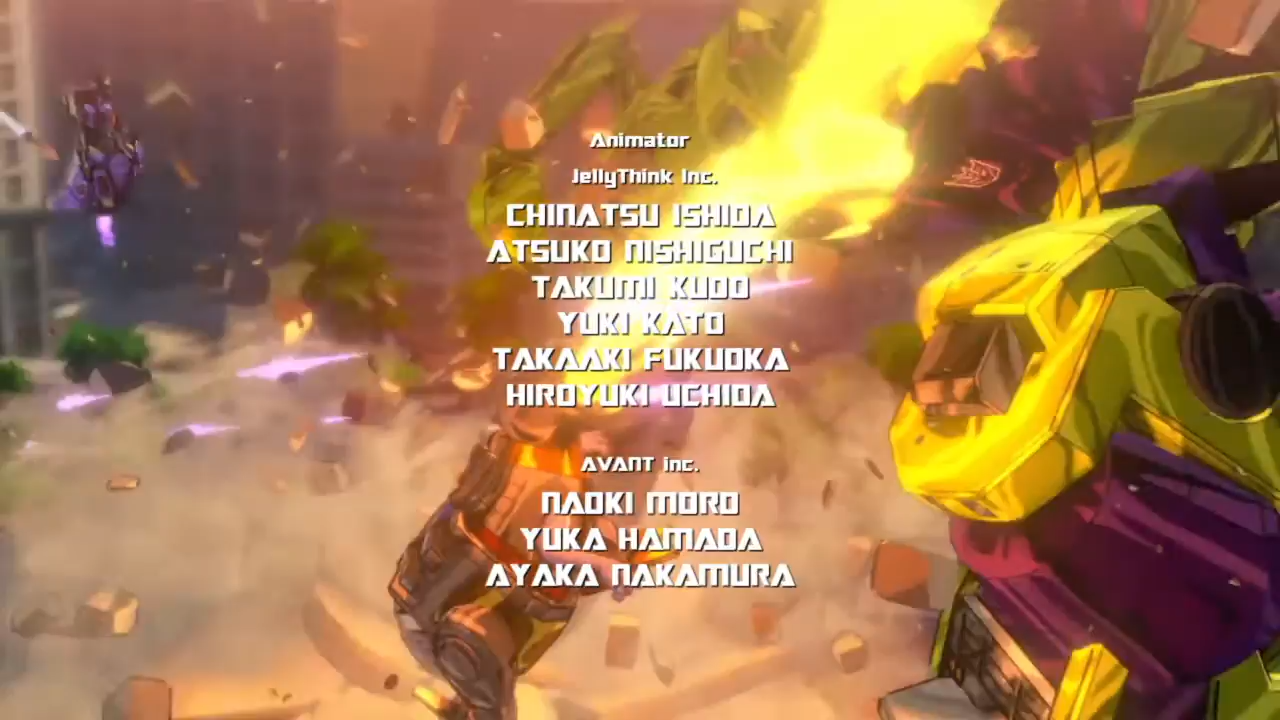 Animator
JellyThink Inc.
CHINATSU ISHIDA
ATSUKO NISHIGUCHI
TAKUMI KUDO
YUKI KATO
TAKAAKI FUKUOKA
HIROYUKI UCHIDA
AVANT inc.
NAOKI MORO
YUKA HAMADA
AYAKA NAKAMURA